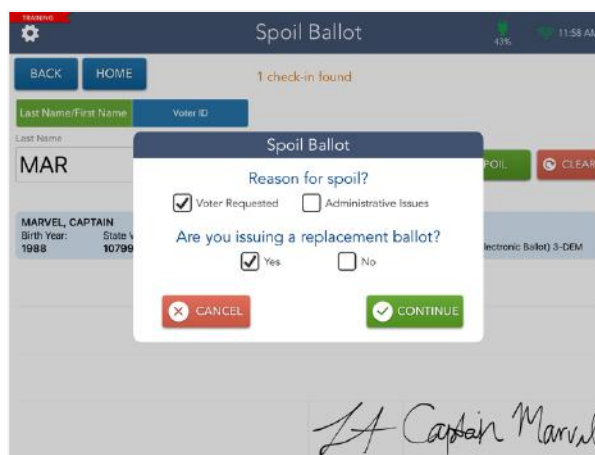 TRAINING
Spoil Ballot
43%
11:58 AM
BACK
HOME
1 check-in found
Last Name/First Name
Voter ID
Last Name
MAR
POIL
CLEAR
Spoil Ballot
Reason for spoil?
Voter Requested
Administrative Issues
Are you issuing a replacement ballot?
Yes
No
CANCEL
CONTINUE
MARVEL, CAPTAIN
Birth Year:
State V
1988
10799
lectronic Ballot) 3-DEM
Captain Marvel